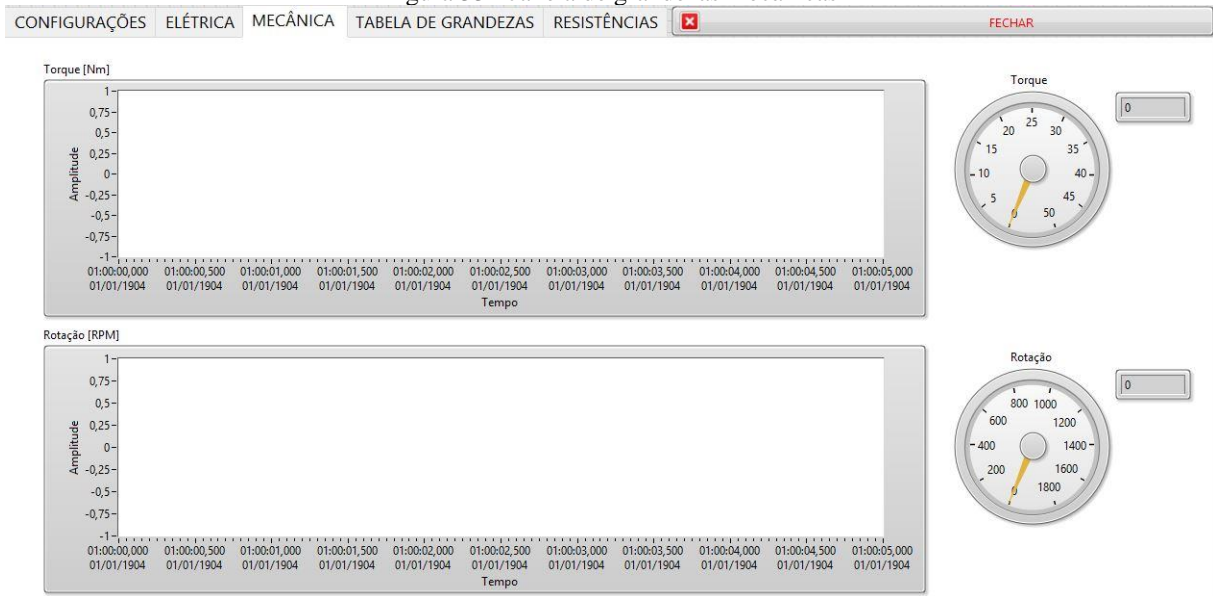 CONFIGURAÇÕES ELÉTRICA MECÂNICA TABELA DE GRANDEZAS RESISTÊNCIAS FECHAR
Torque [Nm]
1
0,75
0,5
0,25
0
-0,25
-0,5
-0,75
-1
Amplitude
01:00:00,000 01:00:00,500 01:00:01,000 01:00:01,500 01:00:02,000 01:00:02,500 01:00:03,000 01:00:03,500 01:00:04,000 01:00:04,500 01:00:05,000
01/01/1904 01/01/1904 01/01/1904 01/01/1904 01/01/1904 01/01/1904 01/01/1904 01/01/1904 01/01/1904 01/01/1904 01/01/1904
Tempo
Torque
0
0 5 10 15 20 25 30 35 40 45 50
Rotação [RPM]
1
0,75
0,5
0,25
0
-0,25
-0,5
-0,75
-1
Amplitude
01:00:00,000 01:00:00,500 01:00:01,000 01:00:01,500 01:00:02,000 01:00:02,500 01:00:03,000 01:00:03,500 01:00:04,000 01:00:04,500 01:00:05,000
01/01/1904 01/01/1904 01/01/1904 01/01/1904 01/01/1904 01/01/1904 01/01/1904 01/01/1904 01/01/1904 01/01/1904 01/01/1904
Tempo
Rotação
0
0 200 400 600 800 1000 1200 1400 1600 1800